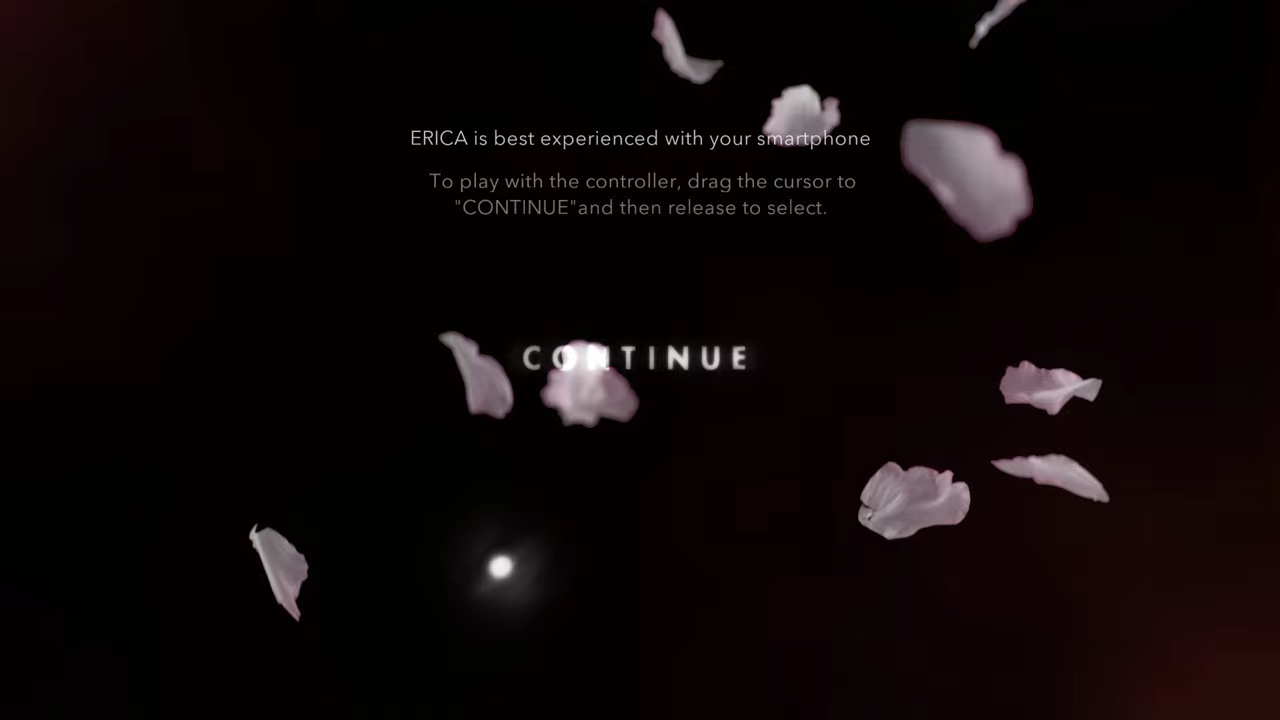 ERICA is best experienced with your smartphone
To play with the controller, drag the cursor to
"CONTINUE"and then release to select.
CONTINUE